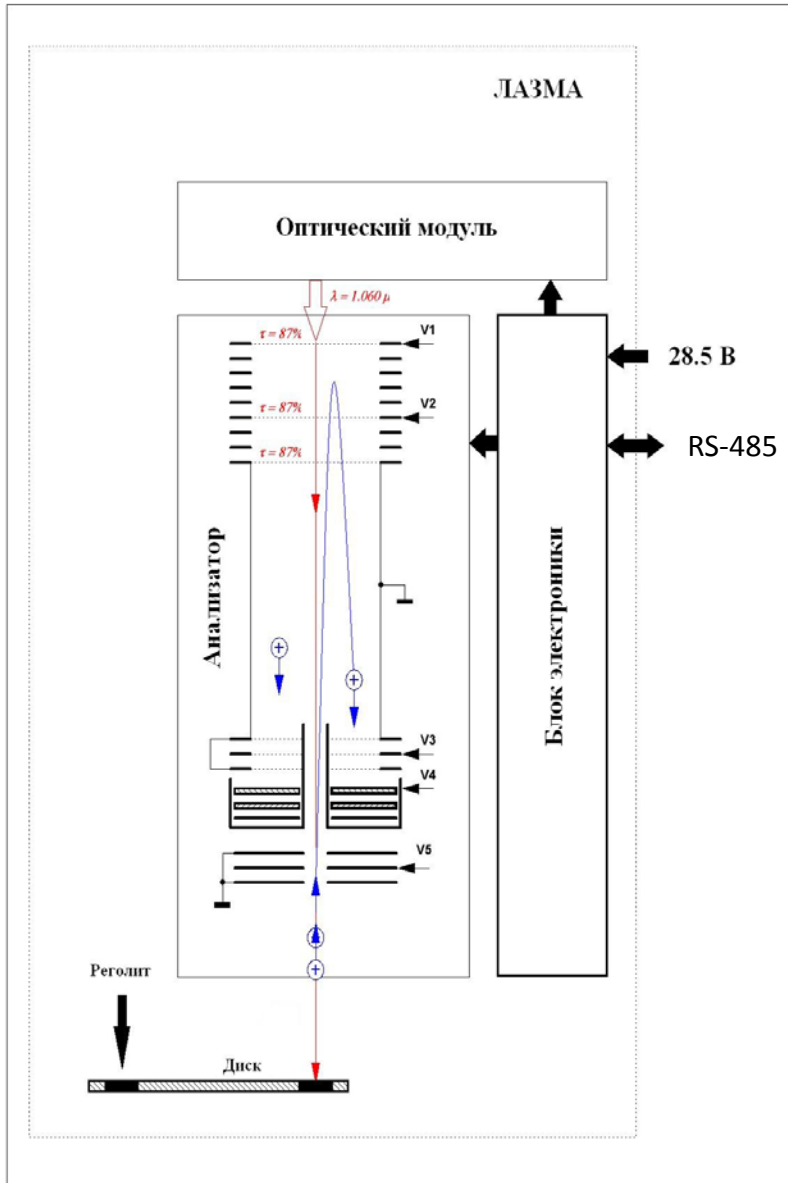 ЛАЗМА
Оптический модуль
λ = 1.060 μ
τ = 87%
V1
28.5 В
τ = 87%
V2
RS-485
τ = 87%
Анализатор
Блок электроники
+
+
V3
V4
V5
+
+
Реголит
Диск